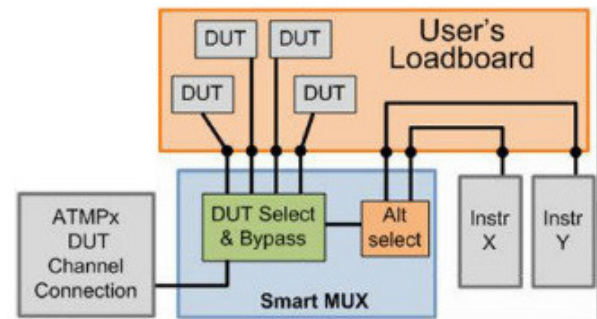 DUT
DUT
User's
Loadboard
DUT
DUT
ATMPx
DUT
Channel
Connection
DUT Select
& Bypass
Alt
select
Instr
X
Instr
Y
Smart MUX